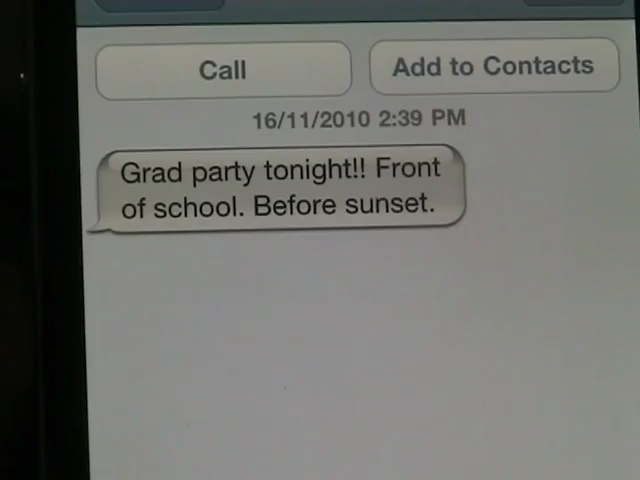 Call
Add to Contacts
16/11/2010 2:39 PM
Grad party tonight!! Front
of school. Before sunset.